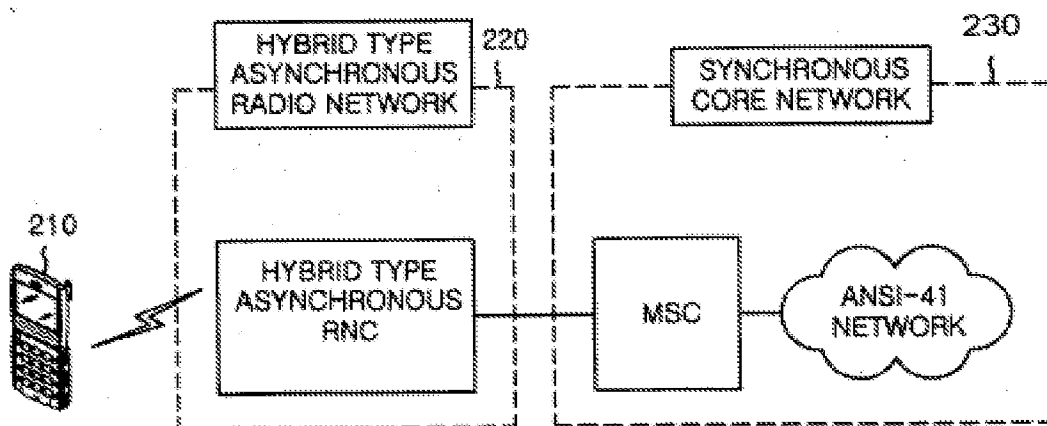 HYBRID TYPE
ASYNCHRONOUS
RADIO NETWORK
220
SYNCHRONOUS
CORE NETWORK
230
210
HYBRID TYPE
ASYNCHRONOUS
RNC
MSC
ANSI-41
NETWORK